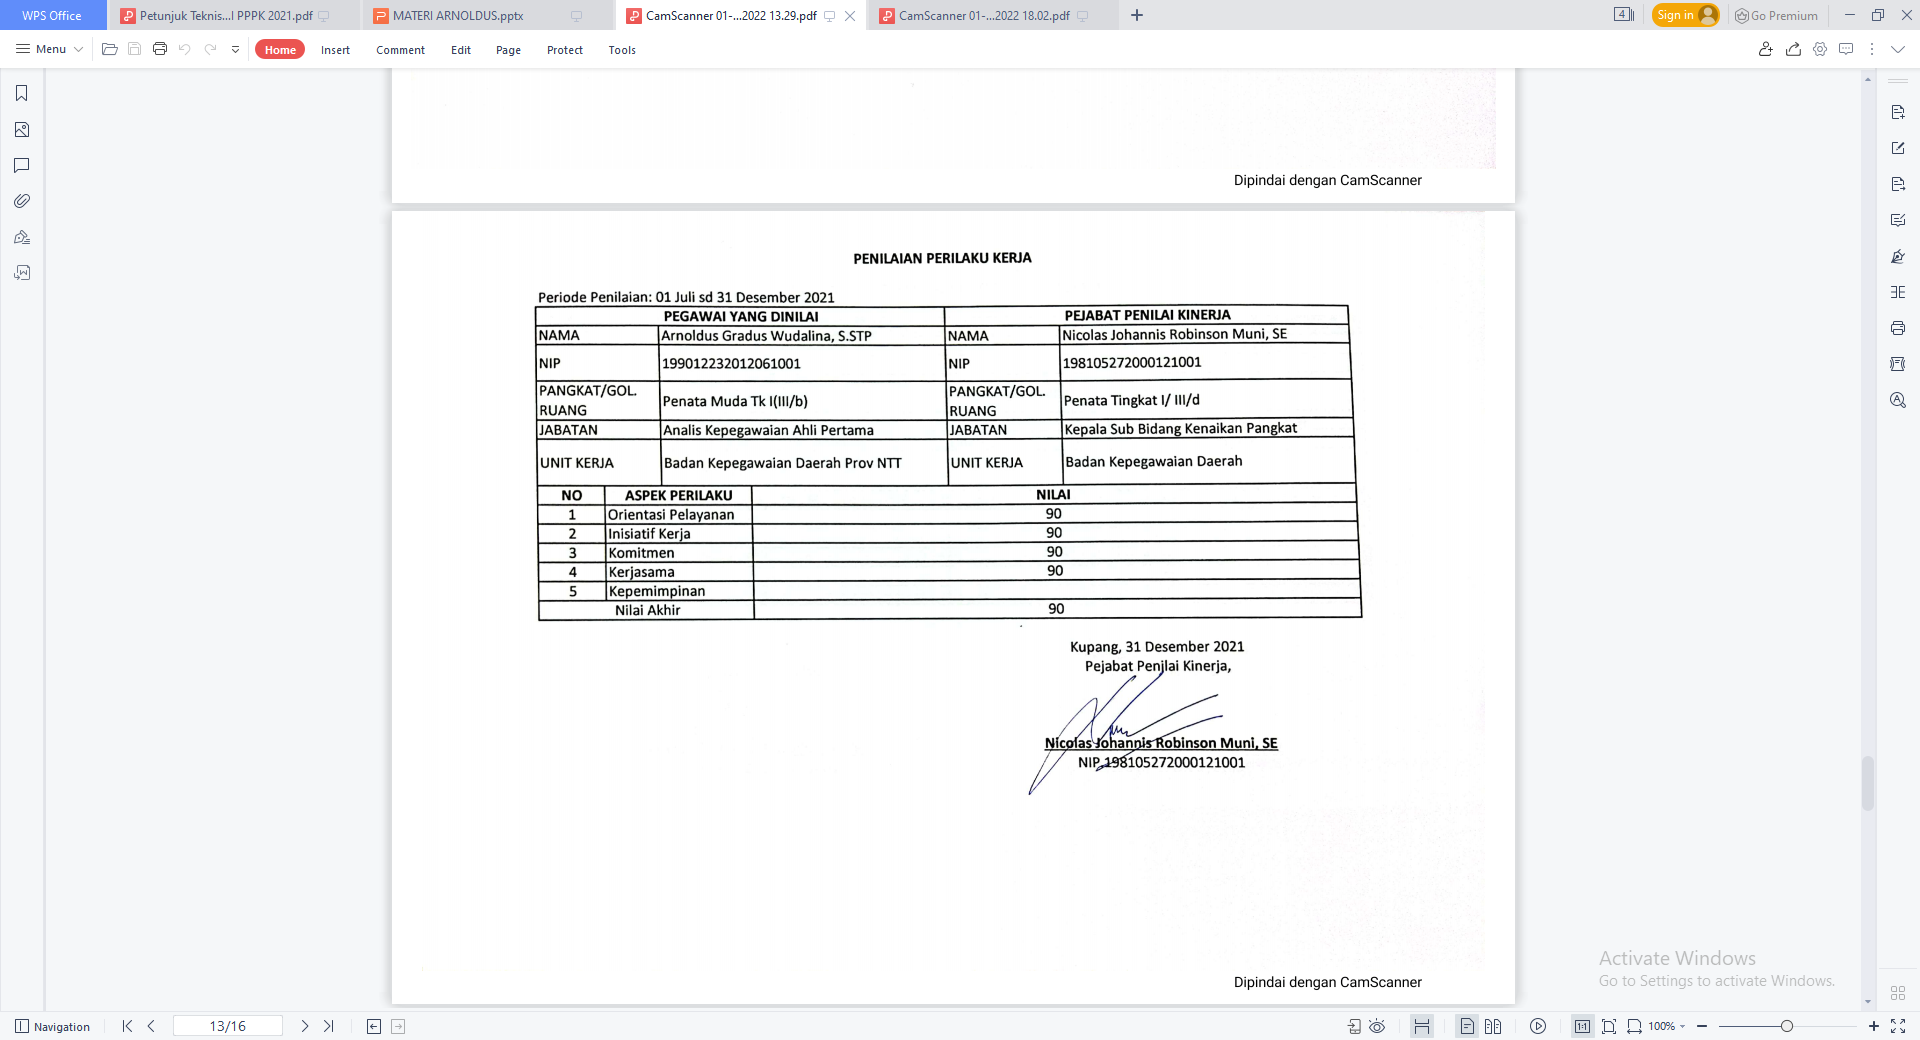 WPS Office
Petunjuk Teknis...l PPPK 2021.pdf
MATERI ARNOLDUS.pptx
CamScanner 01-...2022 13.29.pdf
CamScanner 01-...2022 18.02.pdf
4
Sign in
Go Premium
Menu
Home
Insert
Comment
Edit
Page
Protect
Tools
Dipindai dengan CamScanner
PENILAIAN PERILAKU KERJA
Periode Penilaian: 01 Juli sd 31 Desember 2021
PEGAWAI YANG DINILAI PEJABAT PENILAI KINERJA
NAMA Arnoldus Gradus Wudalina, S.STP NAMA Nicolas Johannis Robinson Muni, SE
NIP 199012232012061001 NIP 198105272000121001
PANGKAT/GOL. RUANG Penata Muda Tk I(III/b) PANGKAT/GOL. RUANG Penata Tingkat I/ III/d
JABATAN Analis Kepegawaian Ahli Pertama JABATAN Kepala Sub Bidang Kenaikan Pangkat
UNIT KERJA Badan Kepegawaian Daerah Prov NTT UNIT KERJA Badan Kepegawaian Daerah
NO ASPEK PERILAKU NILAI
1 Orientasi Pelayanan 90
2 Inisiatif Kerja 90
3 Komitmen 90
4 Kerjasama 90
5 Kepemimpinan
Nilai Akhir 90
Kupang, 31 Desember 2021
Pejabat Penilai Kinerja,
Nicolas Johannis Robinson Muni, SE
NIP 198105272000121001
Dipindai dengan CamScanner
Activate Windows
Go to Settings to activate Windows.
Navigation
13/16
1:1
100%